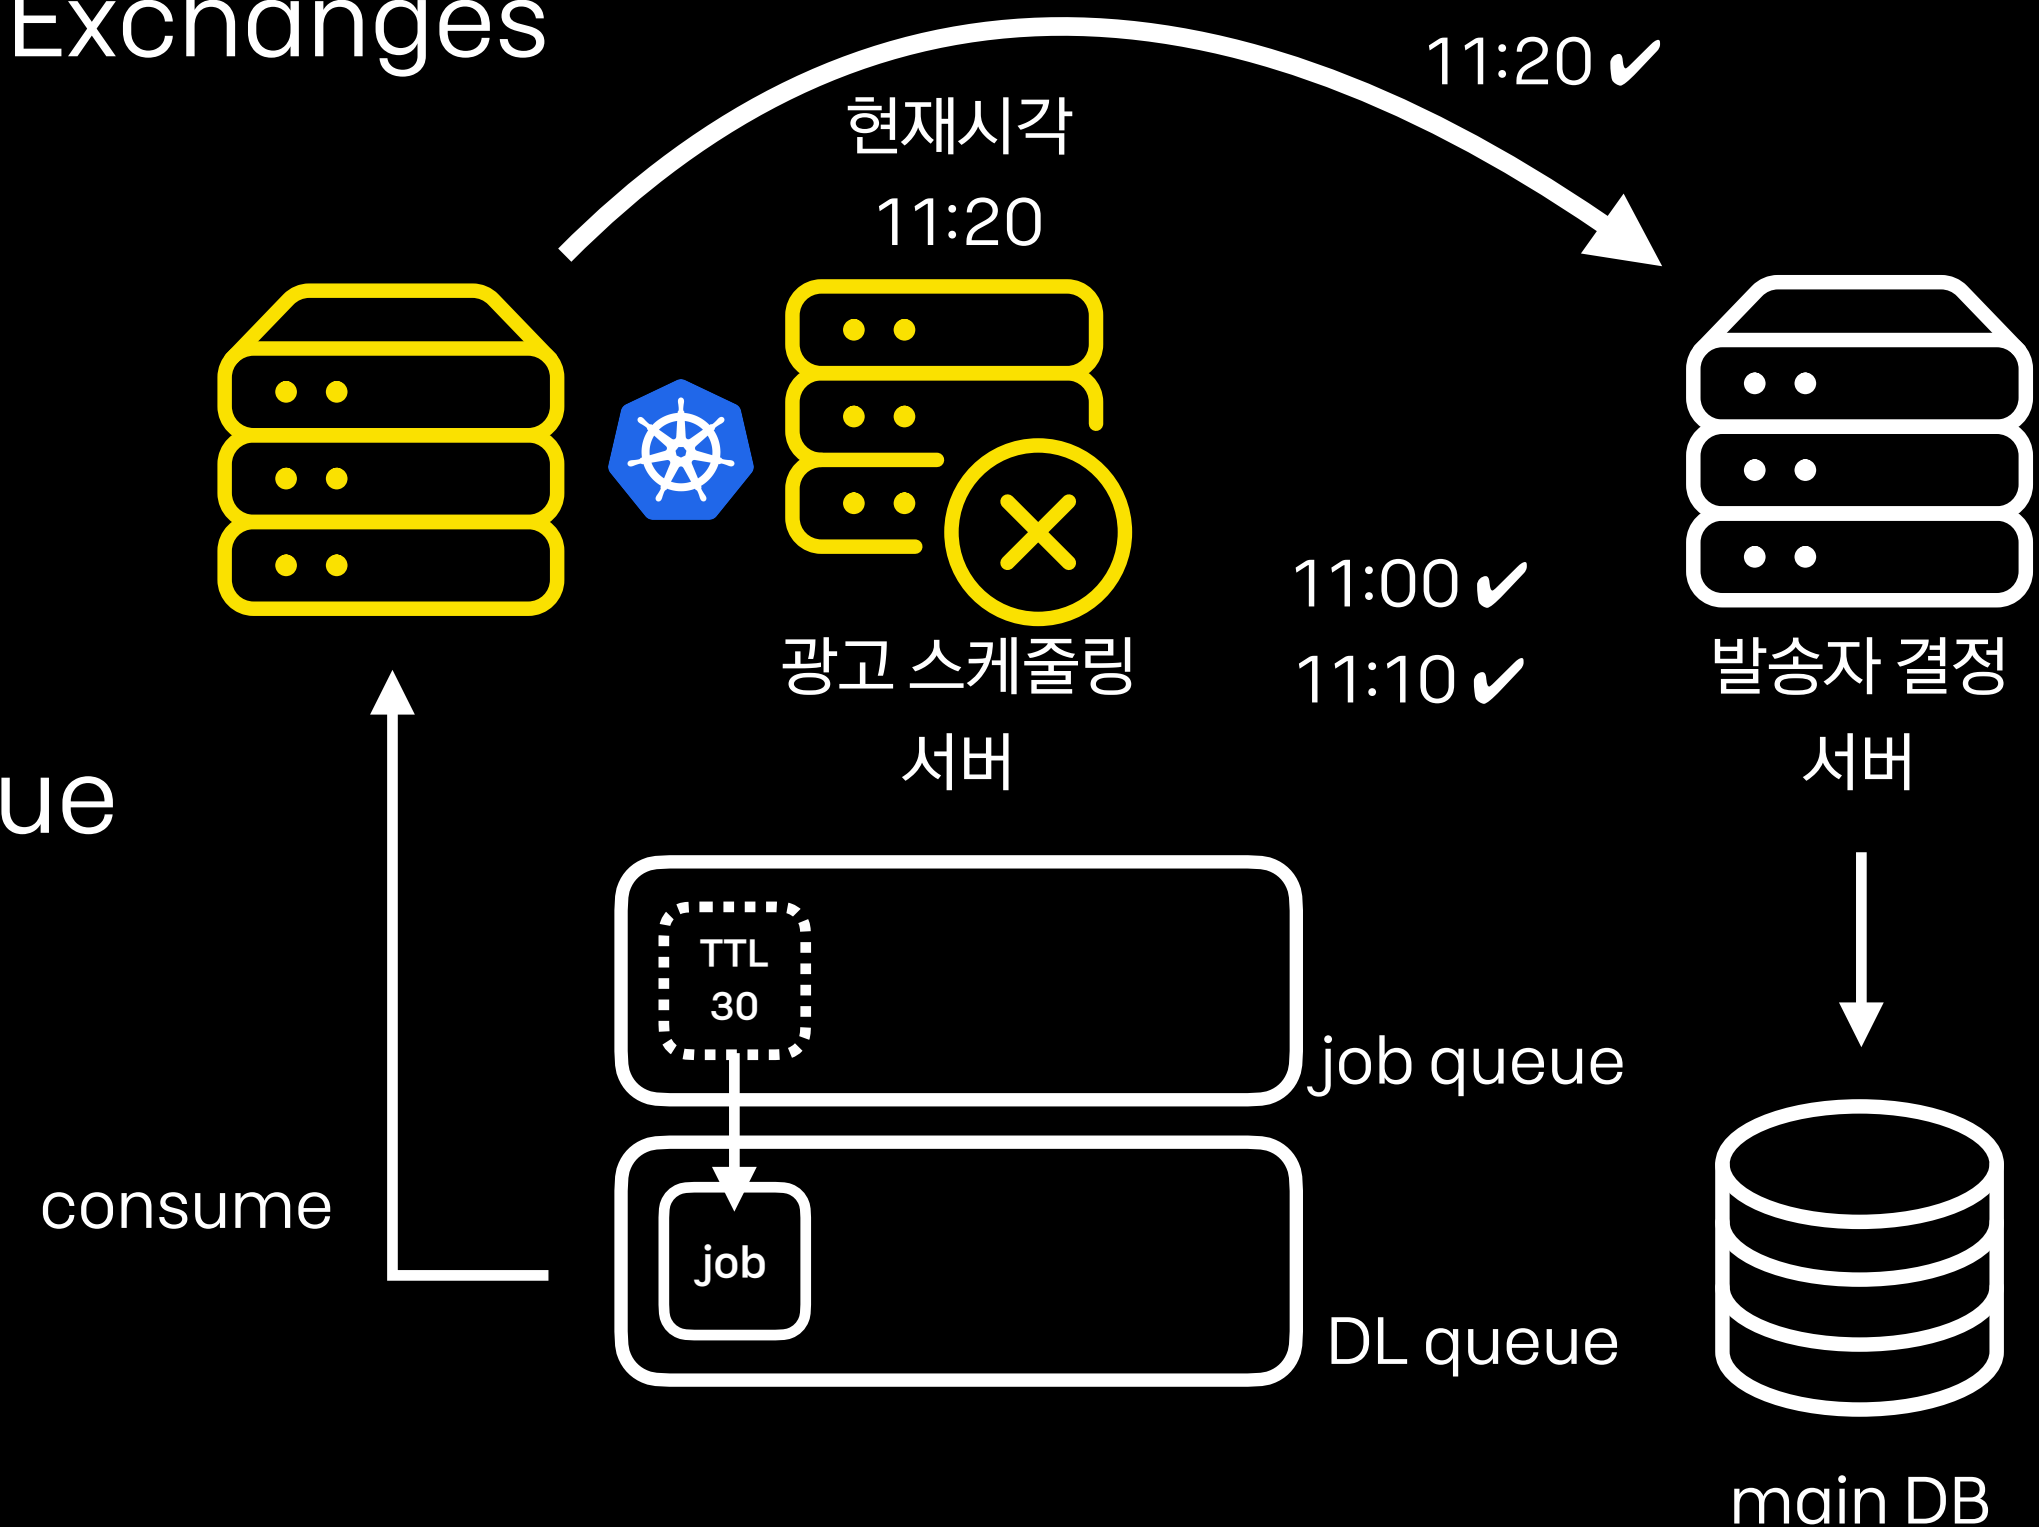 Exchanges
11:20 ✔
현재시각
11:20
11:00 ✔
11:10 ✔
광고 스케줄링
서버
발송자 결정
서버
ue
TTL
30
job queue
consume
job
DL queue
main DB